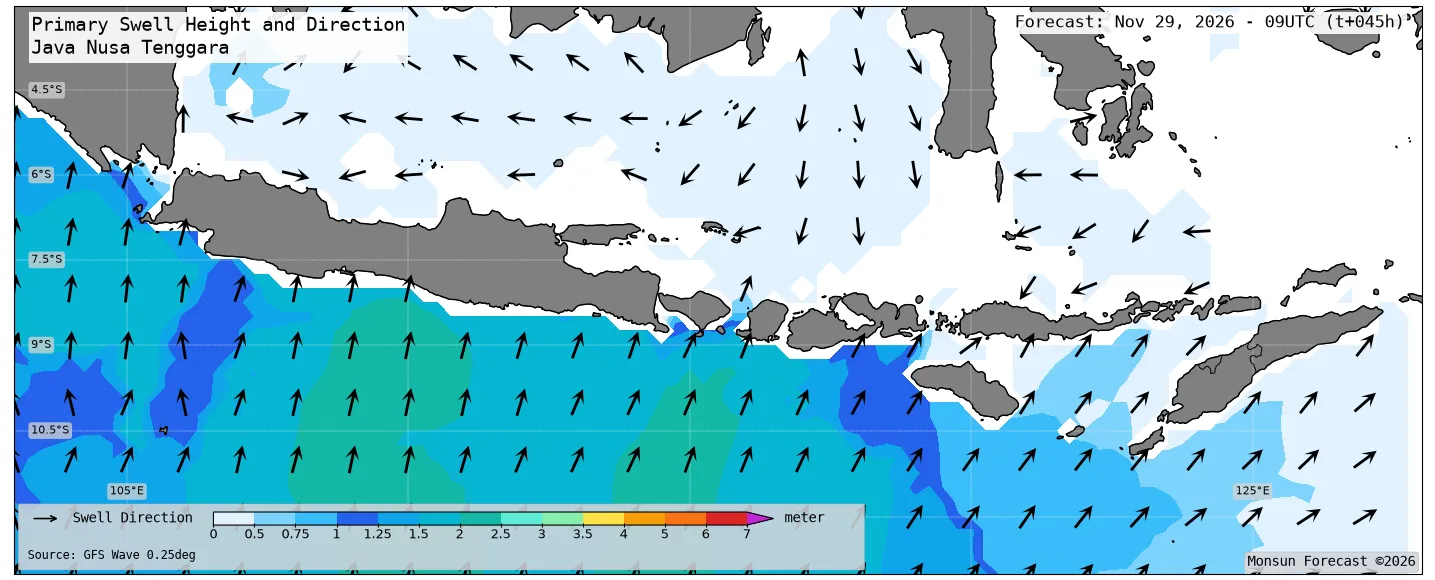 Primary Swell Height and Direction
Java Nusa Tenggara
Forecast: Nov 29, 2026 - 09UTC (t+045h)
4.5°S
6°S
7.5°S
9°S
10.5°S
105°E
125°E
Swell Direction
0 0.5 0.75 1 1.25 1.5 2 2.5 3 3.5 4 5 6 7
meter
Source: GFS Wave 0.25deg
Monsun Forecast ©2026